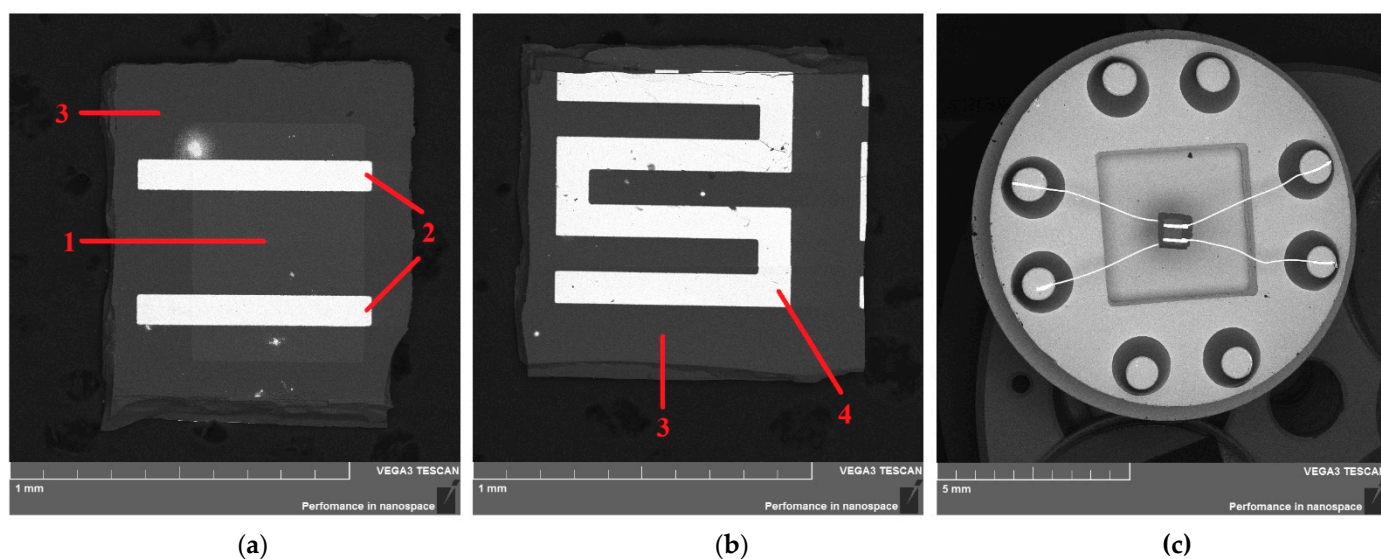 3
1
2
VEGA3 TESCAN
1 mm
Perfomance in nanospace
(a)
3
4
VEGA3 TESCAN
1 mm
Perfomance in nanospace
(b)
VEGA3 TESCAN
5 mm
Perfomance in nanospace
(c)